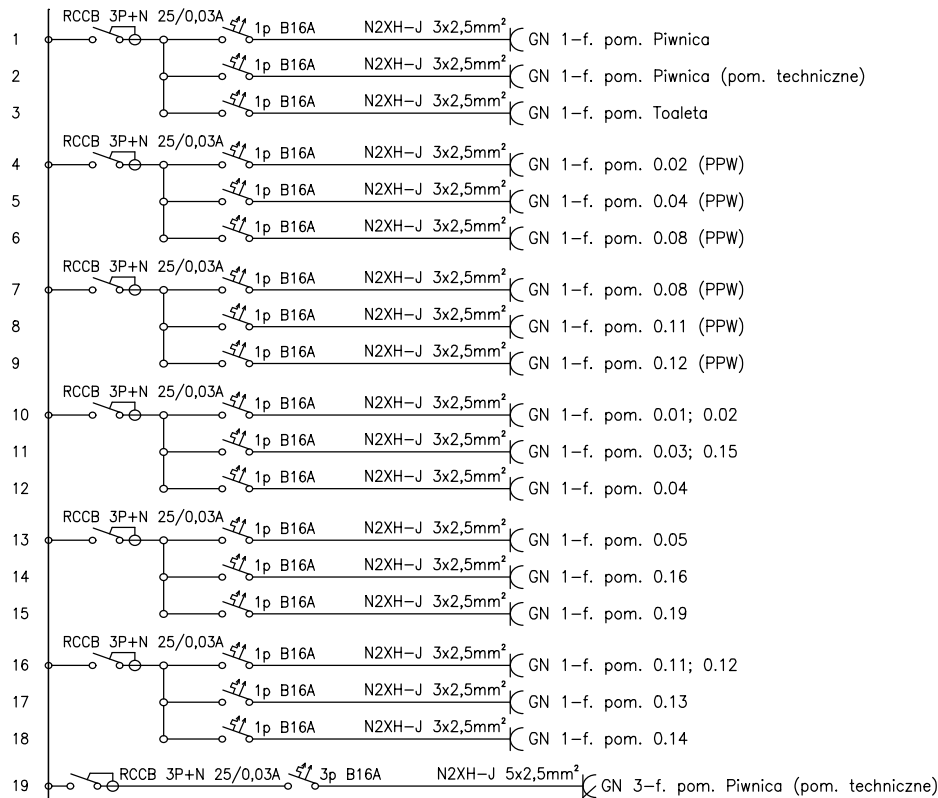 RCCB 3P+N 25/0,03A
1 1p B16A N2XH-J 3x2,5mm² GN 1-f. pom. Piwnica
2 1p B16A N2XH-J 3x2,5mm² GN 1-f. pom. Piwnica (pom. techniczne)
3 1p B16A N2XH-J 3x2,5mm² GN 1-f. pom. Toaleta
RCCB 3P+N 25/0,03A
4 1p B16A N2XH-J 3x2,5mm² GN 1-f. pom. 0.02 (PPW)
5 1p B16A N2XH-J 3x2,5mm² GN 1-f. pom. 0.04 (PPW)
6 1p B16A N2XH-J 3x2,5mm² GN 1-f. pom. 0.08 (PPW)
RCCB 3P+N 25/0,03A
7 1p B16A N2XH-J 3x2,5mm² GN 1-f. pom. 0.08 (PPW)
8 1p B16A N2XH-J 3x2,5mm² GN 1-f. pom. 0.11 (PPW)
9 1p B16A N2XH-J 3x2,5mm² GN 1-f. pom. 0.12 (PPW)
RCCB 3P+N 25/0,03A
10 1p B16A N2XH-J 3x2,5mm² GN 1-f. pom. 0.01; 0.02
11 1p B16A N2XH-J 3x2,5mm² GN 1-f. pom. 0.03; 0.15
12 1p B16A N2XH-J 3x2,5mm² GN 1-f. pom. 0.04
RCCB 3P+N 25/0,03A
13 1p B16A N2XH-J 3x2,5mm² GN 1-f. pom. 0.05
14 1p B16A N2XH-J 3x2,5mm² GN 1-f. pom. 0.16
15 1p B16A N2XH-J 3x2,5mm² GN 1-f. pom. 0.19
RCCB 3P+N 25/0,03A
16 1p B16A N2XH-J 3x2,5mm² GN 1-f. pom. 0.11; 0.12
17 1p B16A N2XH-J 3x2,5mm² GN 1-f. pom. 0.13
18 1p B16A N2XH-J 3x2,5mm² GN 1-f. pom. 0.14
19 RCCB 3P+N 25/0,03A 3p B16A N2XH-J 5x2,5mm² GN 3-f. pom. Piwnica (pom. techniczne)